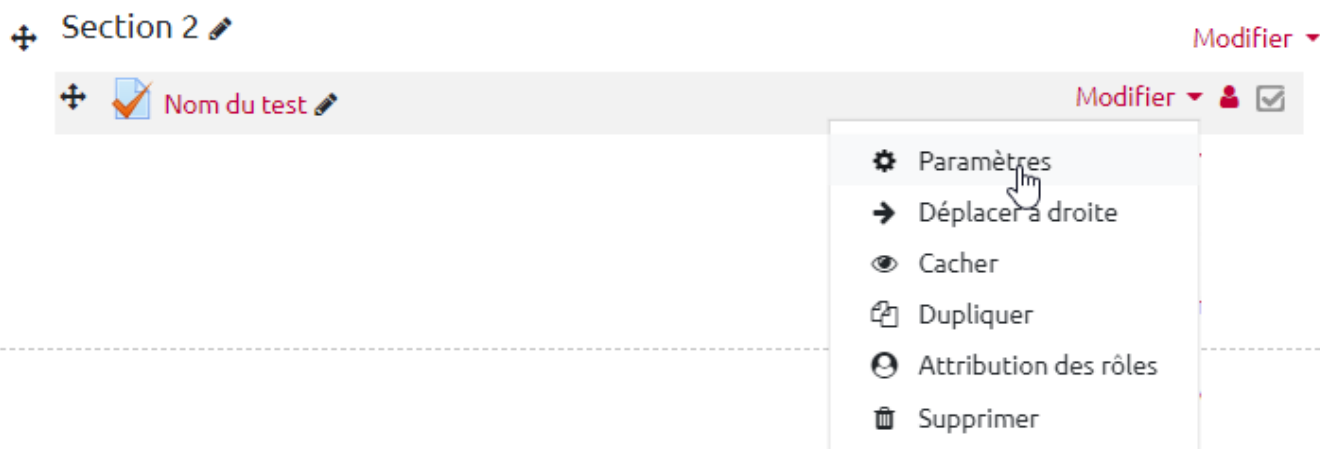 Section 2
Modifier
Nom du test
Modifier
Paramètres
Déplacer à droite
Cacher
Dupliquer
Attribution des rôles
Supprimer